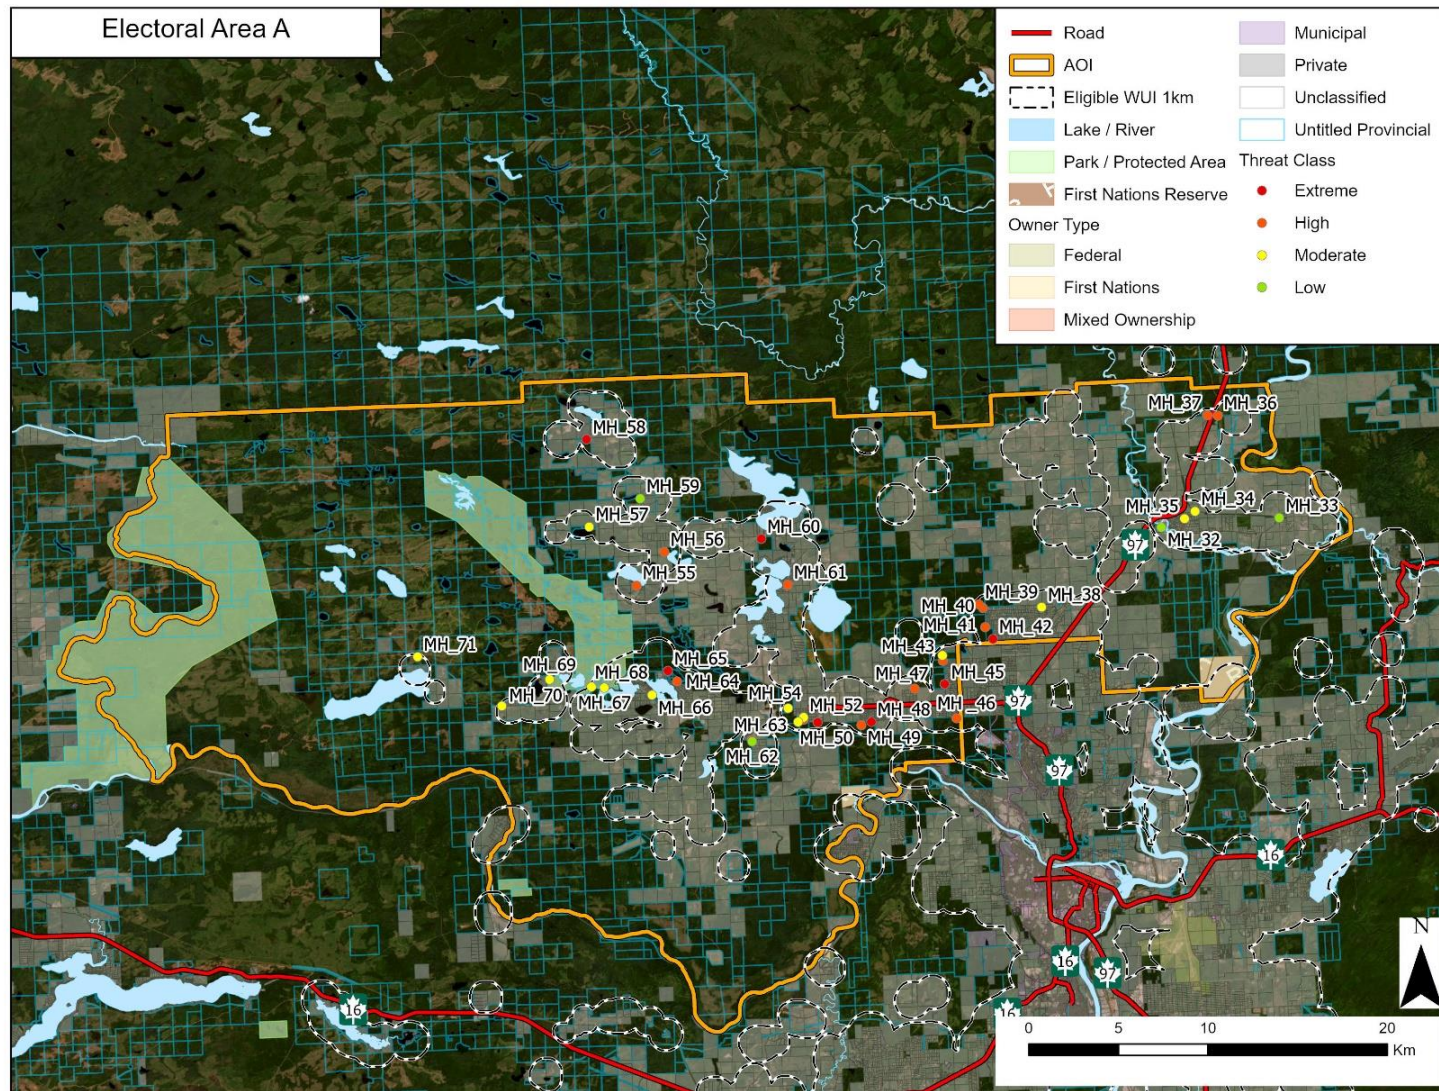 Electoral Area A
Road
AOI
Eligible WUI 1km
Lake / River
Park / Protected Area
First Nations Reserve
Owner Type
Federal
First Nations
Mixed Ownership
Municipal
Private
Unclassified
Untitled Provincial
Threat Class
Extreme
High
Moderate
Low
MH_37
MH_36
MH_58
MH_59
MH_57
MH_60
MH_56
MH_55
MH_61
MH_35
MH_34
MH_33
MH_32
97
MH_39
MH_38
MH_40
MH_41
MH_42
MH_43
MH_71
MH_69
MH_68
MH_65
MH_64
MH_70
MH_67
MH_66
MH_54
MH_52
MH_47
MH_45
MH_46
MH_48
MH_63
MH_50
MH_49
MH_62
97
97
16
16
97
16
16
N
0 5 10 20
Km